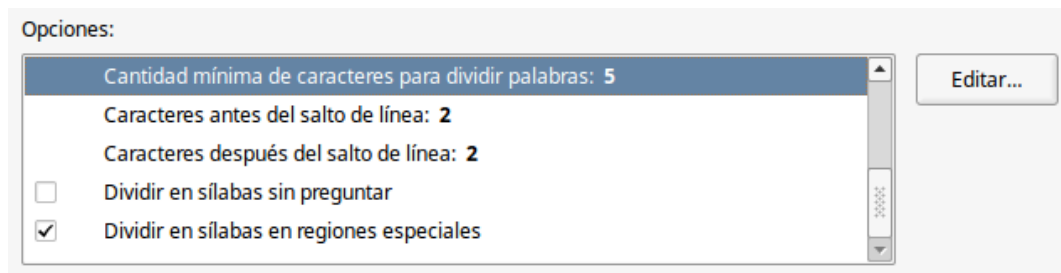 Opciones:
Cantidad mínima de caracteres para dividir palabras: 5
Editar...
Caracteres antes del salto de línea: 2
Caracteres después del salto de línea: 2
Dividir en sílabas sin preguntar
Dividir en sílabas en regiones especiales